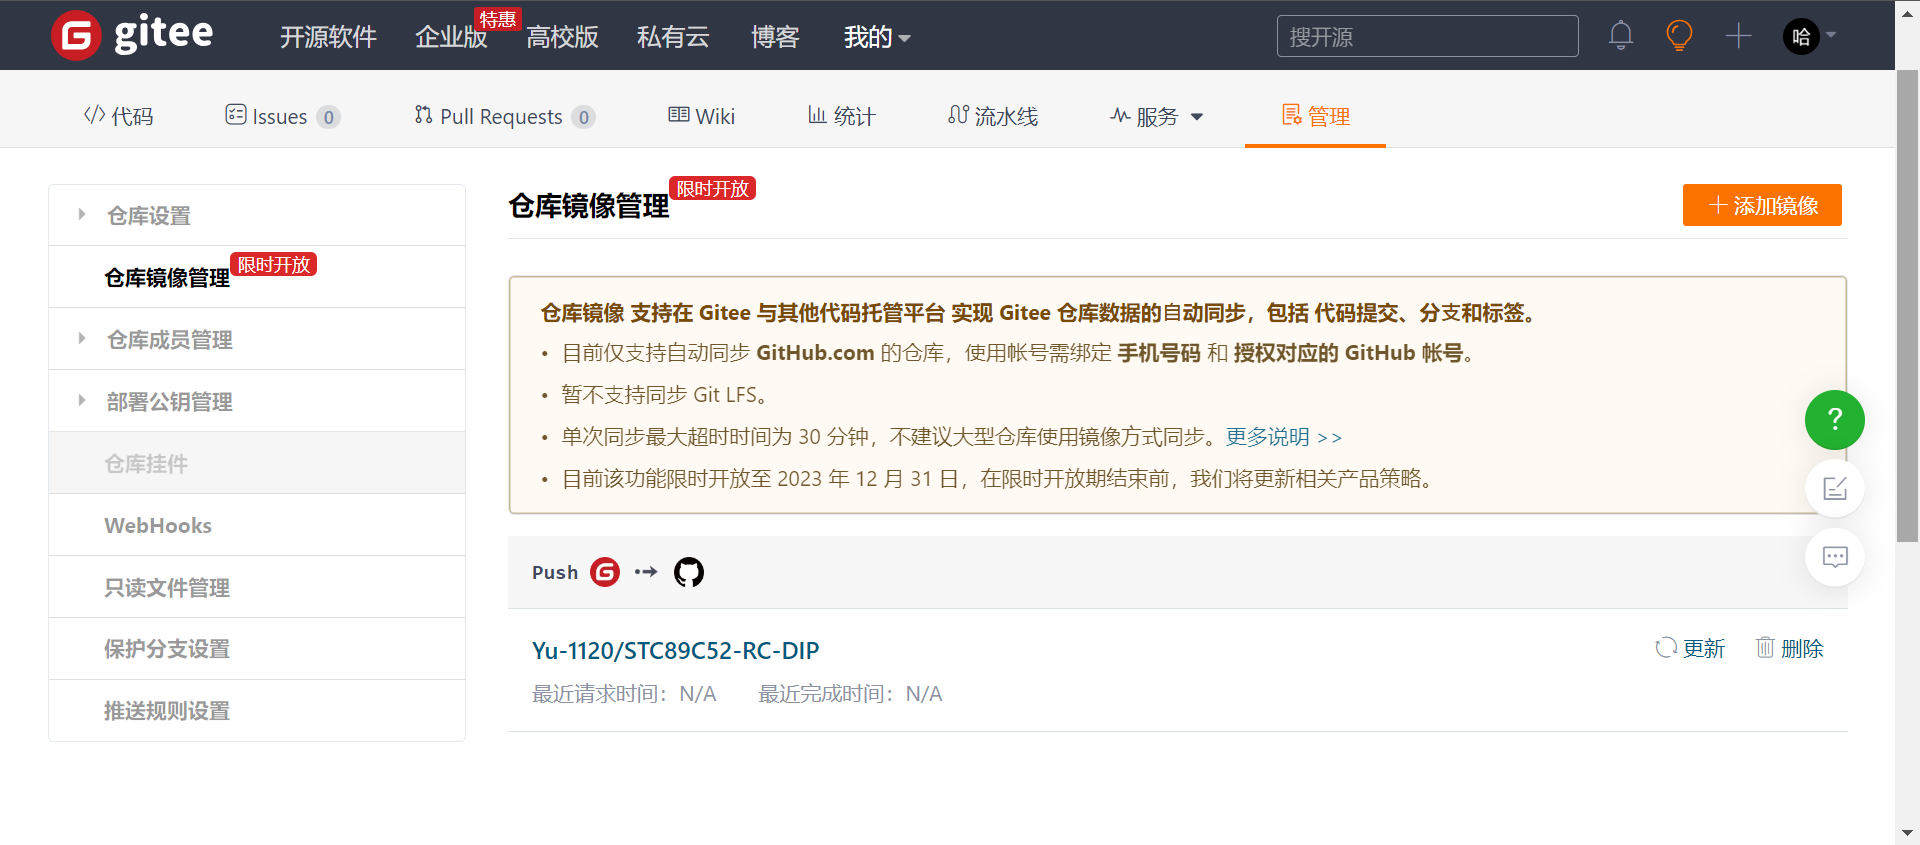 gitee 开源软件 企业版 特惠 高校版 私有云 博客 我的 搜开源 哈
代码 Issues 0 Pull Requests 0 Wiki 统计 流水线 服务 管理
仓库设置
仓库镜像管理 限时开放
仓库成员管理
部署公钥管理
仓库挂件
WebHooks
只读文件管理
保护分支设置
推送规则设置
仓库镜像管理 限时开放
添加镜像
仓库镜像 支持在 Gitee 与其他代码托管平台 实现 Gitee 仓库数据的自动同步，包括 代码提交、分支和标签。
• 目前仅支持自动同步 GitHub.com 的仓库，使用帐号需绑定 手机号码 和 授权对应的 GitHub 帐号。
• 暂不支持同步 Git LFS。
• 单次同步最大超时时间为 30 分钟，不建议大型仓库使用镜像方式同步。更多说明 >>
• 目前该功能限时开放至 2023 年 12 月 31 日，在限时开放期结束前，我们将更新相关产品策略。
Push
Yu-1120/STC89C52-RC-DIP
更新 删除
最近请求时间：N/A 最近完成时间：N/A
?